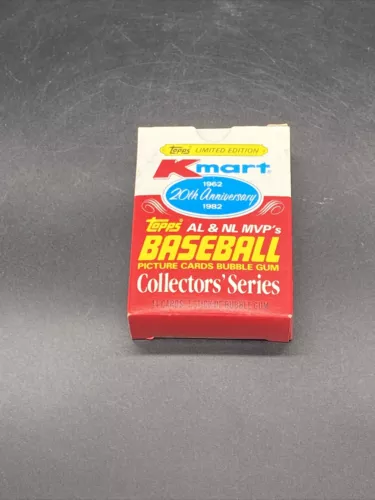 Topps LIMITED EDITION
Kmart
1962
20th Anniversary
1982
Topps AL & NL MVP's
BASEBALL
PICTURE CARDS BUBBLE GUM
Collectors' Series